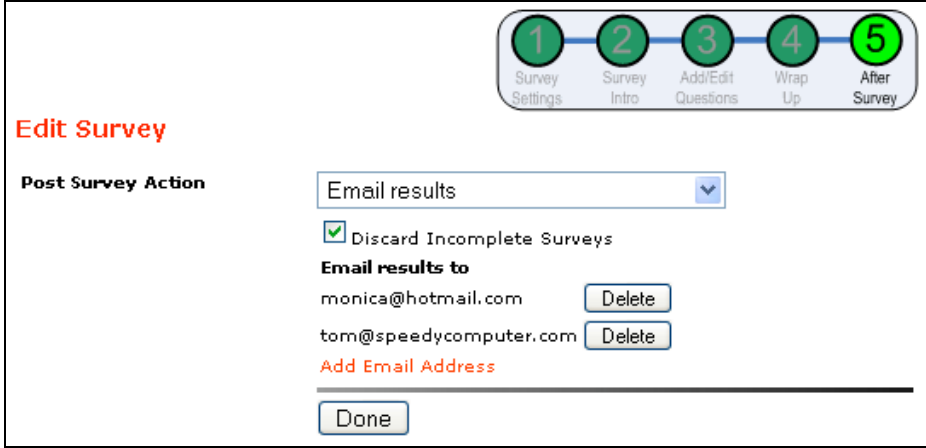 1 2 3 4 5
Survey Survey Add/Edit Wrap After
Settings Intro Questions Up Survey
Edit Survey
Post Survey Action Email results
Discard Incomplete Surveys
Email results to
monica@hotmail.com Delete
tom@speedycomputer.com Delete
Add Email Address
Done